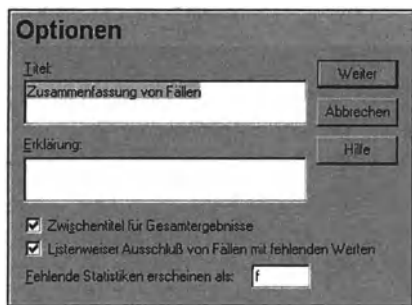 Optionen
Titel:
Weiter
Zusammenfassung von Fällen
Abbrechen
Erklärung:
Hilfe
Zwischentitel für Gesamtergebnisse
Listenweiser Ausschluß von Fällen mit fehlenden Werten
Fehlende Statistiken erscheinen als: f